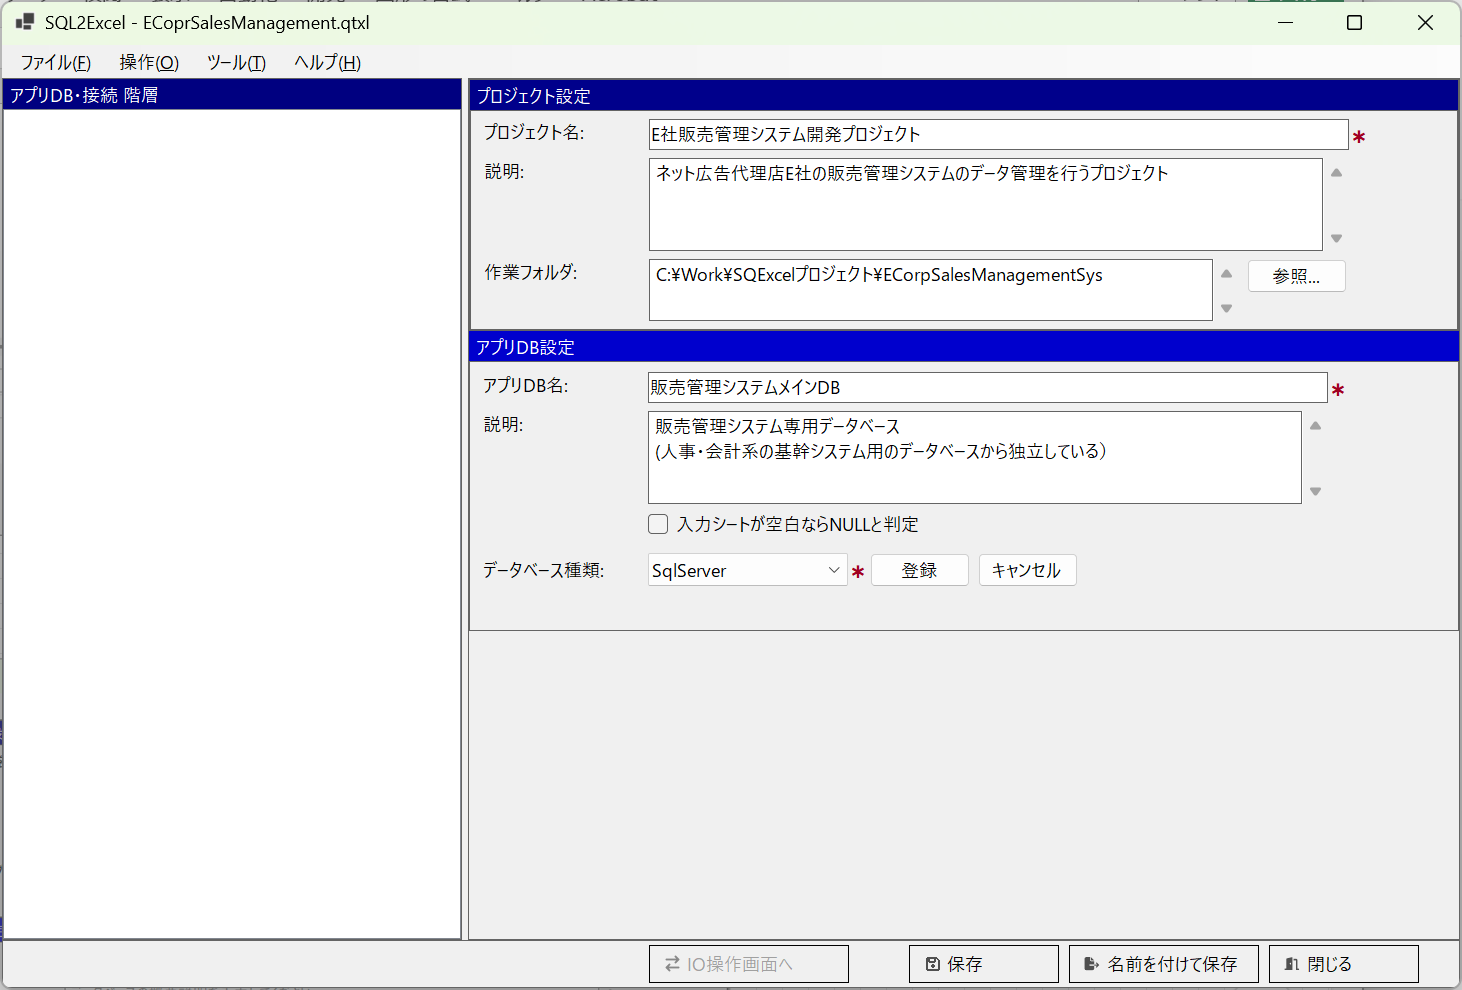 SQL2Excel - ECoprSalesManagement.qtxl
ファイル(F) 操作(O) ツール(T) ヘルプ(H)
アプリDB・接続 階層
プロジェクト設定
プロジェクト名:
E社販売管理システム開発プロジェクト
*
説明:
ネット広告代理店E社の販売管理システムのデータ管理を行うプロジェクト
作業フォルダ:
C:¥Work¥SQExcelプロジェクト¥ECorpSalesManagementSys
参照...
アプリDB設定
アプリDB名:
販売管理システムメインDB
*
説明:
販売管理システム専用データベース
(人事・会計系の基幹システム用のデータベースから独立している)
入力シートが空白ならNULLと判定
データベース種類:
SqlServer
*
登録
キャンセル
IO操作画面へ
保存
名前を付けて保存
閉じる